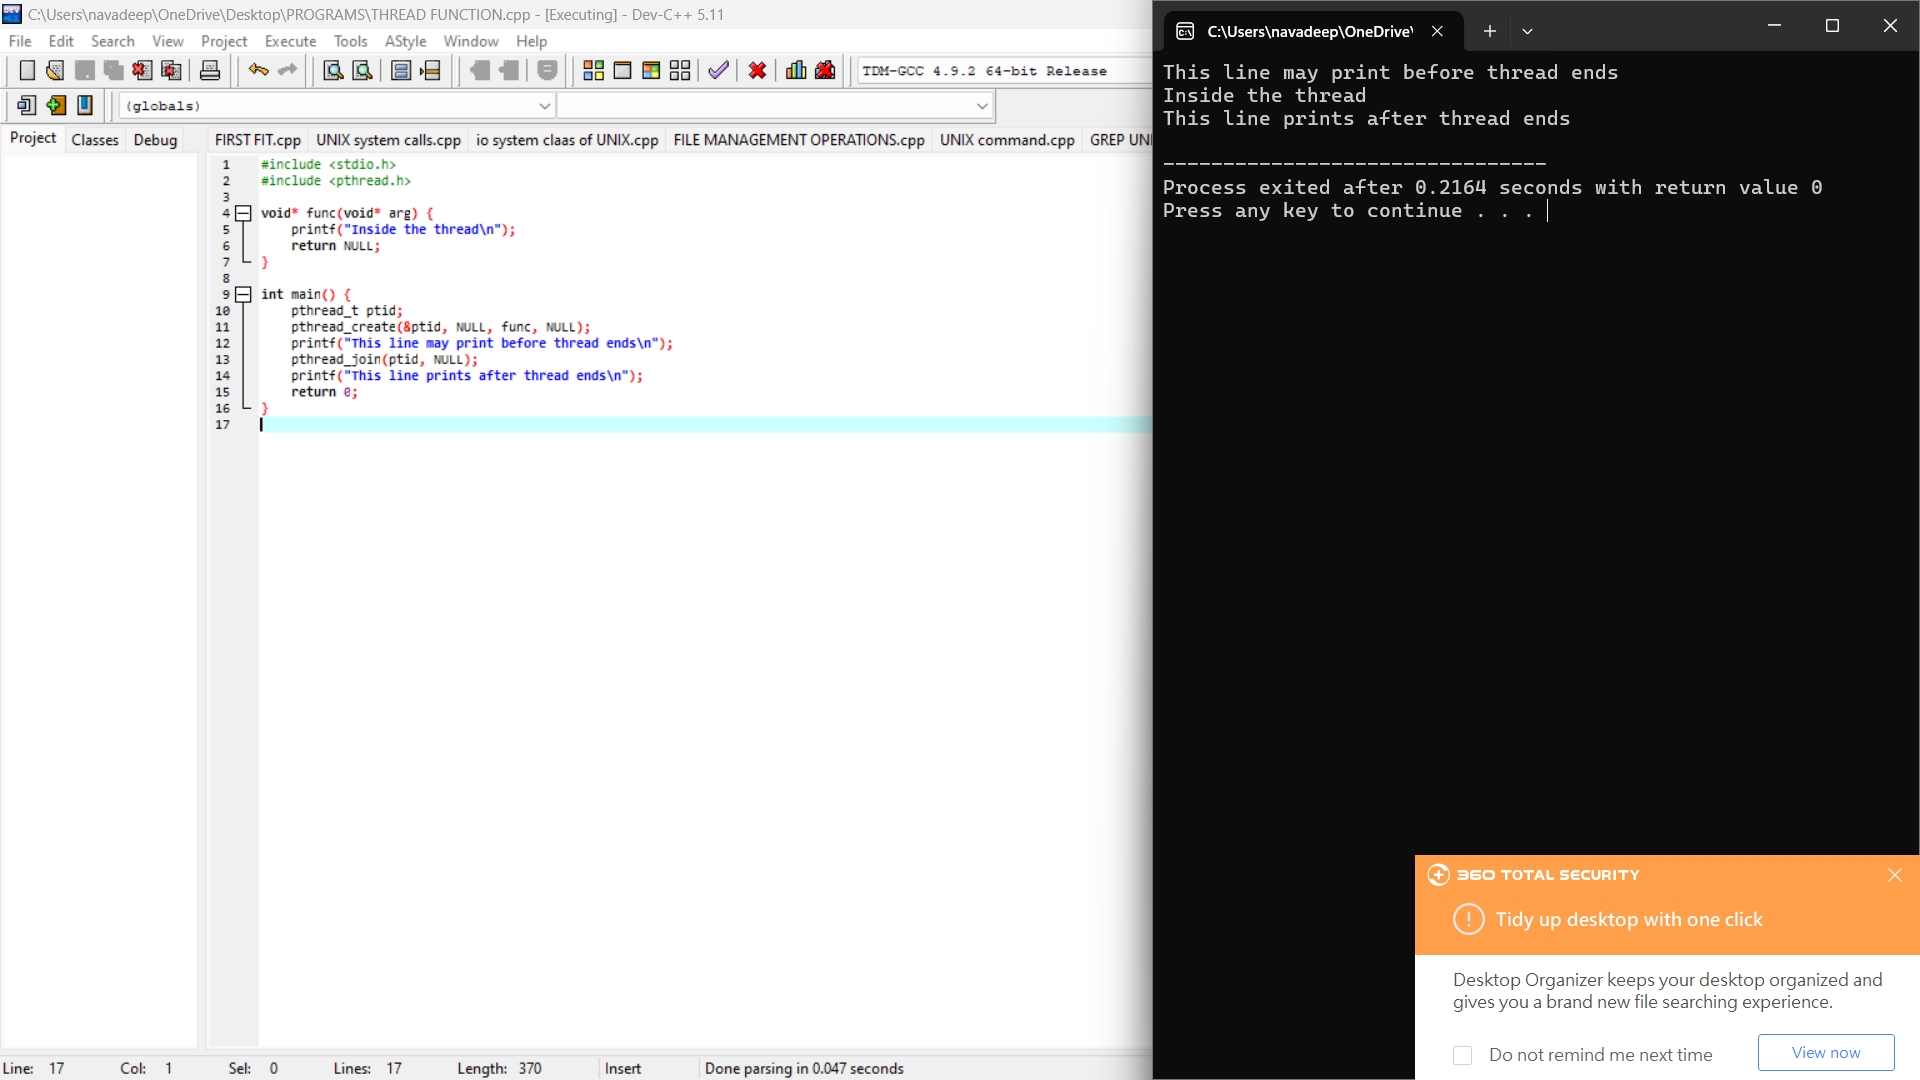 C:\Users\navadeep\OneDrive\Desktop\PROGRAMS\THREAD FUNCTION.cpp - [Executing] - Dev-C++ 5.11
File Edit Search View Project Execute Tools AStyle Window Help
TDM-GCC 4.9.2 64-bit Release
(globals)
Project Classes Debug
FIRST FIT.cpp UNIX system calls.cpp io system claas of UNIX.cpp FILE MANAGEMENT OPERATIONS.cpp UNIX command.cpp GREP UNI
1 #include <stdio.h>
2 #include <pthread.h>
3
4 void* func(void* arg) {
5 printf("Inside the thread\n");
6 return NULL;
7 }
8
9 int main() {
10 pthread_t ptid;
11 pthread_create(&ptid, NULL, func, NULL);
12 printf("This line may print before thread ends\n");
13 pthread_join(ptid, NULL);
14 printf("This line prints after thread ends\n");
15 return 0;
16 }
17
Line: 17 Col: 1 Sel: 0 Lines: 17 Length: 370 Insert Done parsing in 0.047 seconds
C:\Users\navadeep\OneDrive\
This line may print before thread ends
Inside the thread
This line prints after thread ends
--------------------------------
Process exited after 0.2164 seconds with return value 0
Press any key to continue . . .
360 TOTAL SECURITY
Tidy up desktop with one click
Desktop Organizer keeps your desktop organized and
gives you a brand new file searching experience.
Do not remind me next time
View now